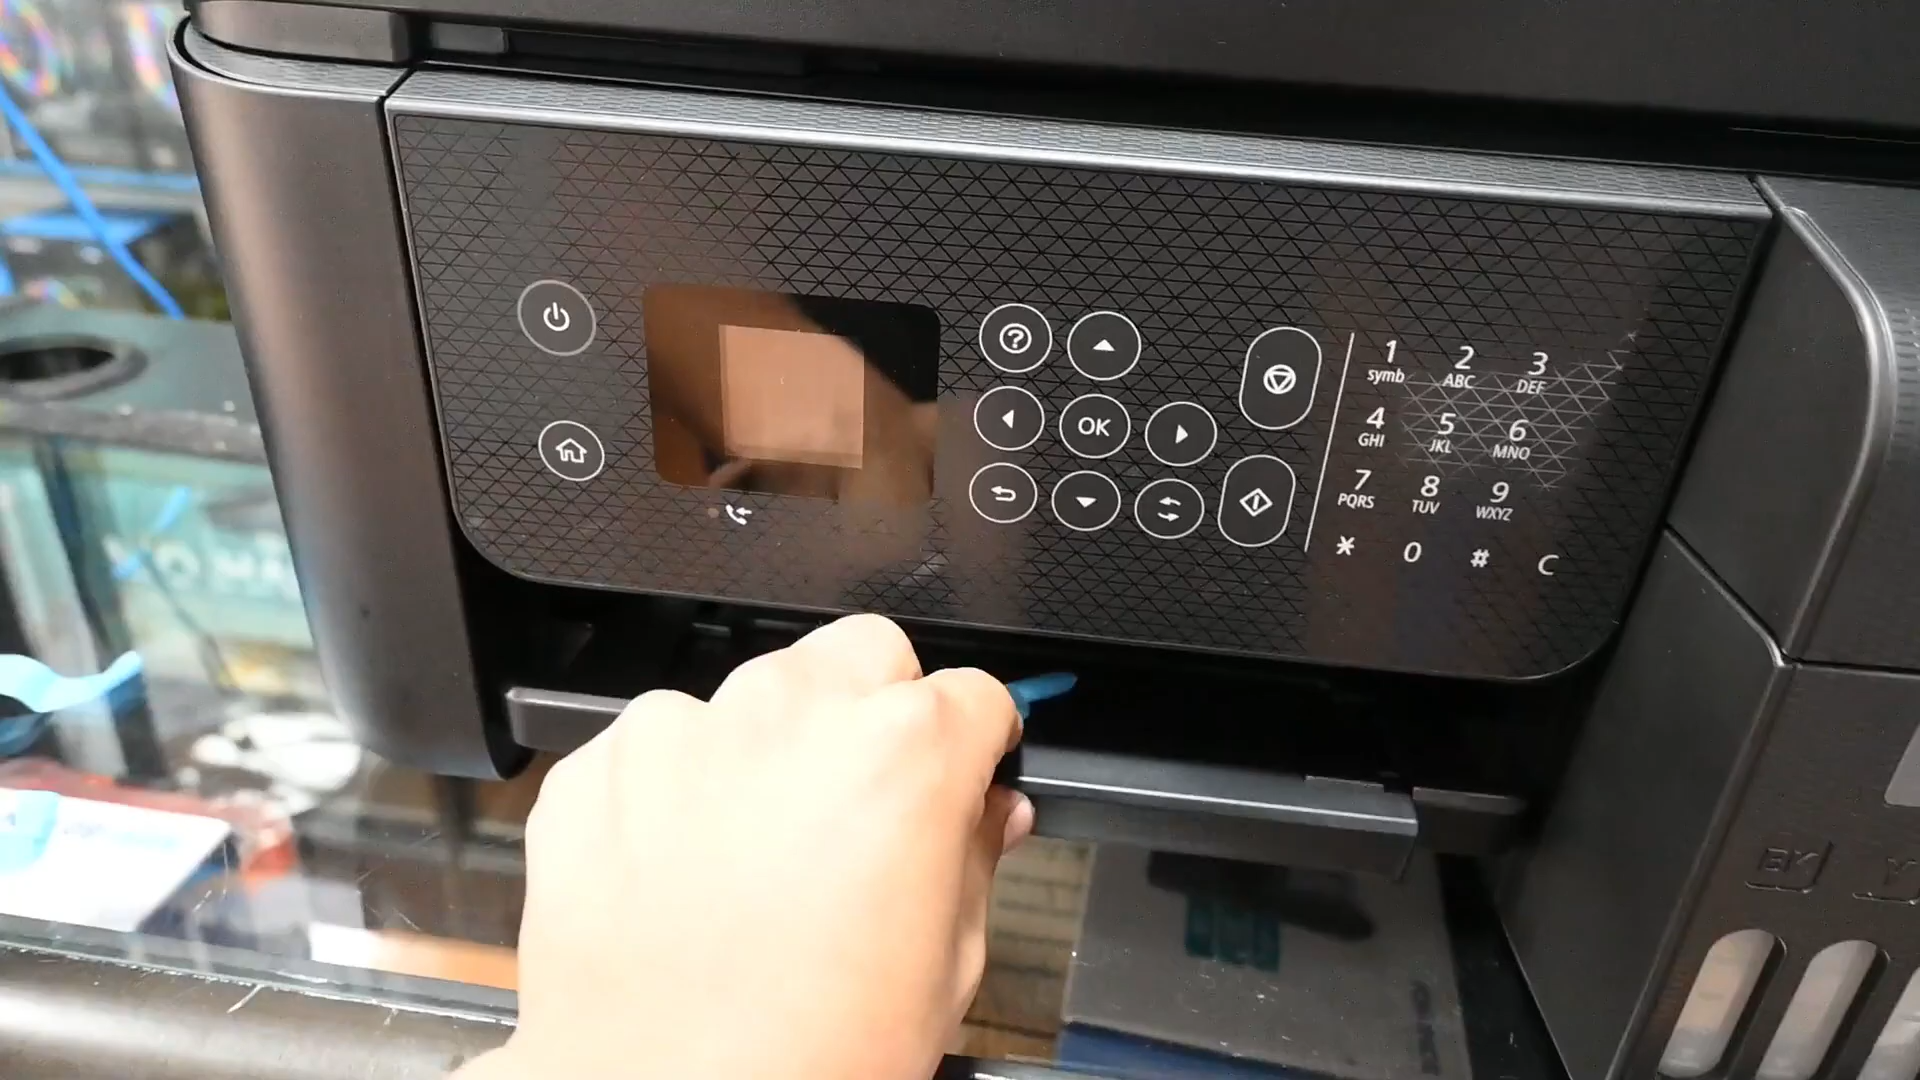 ?
OK
1 2 3
symb ABC DEF
4 5 6
GHI JKL MNO
7 8 9
PQRS TUV WXYZ
* 0 # C
BK Y